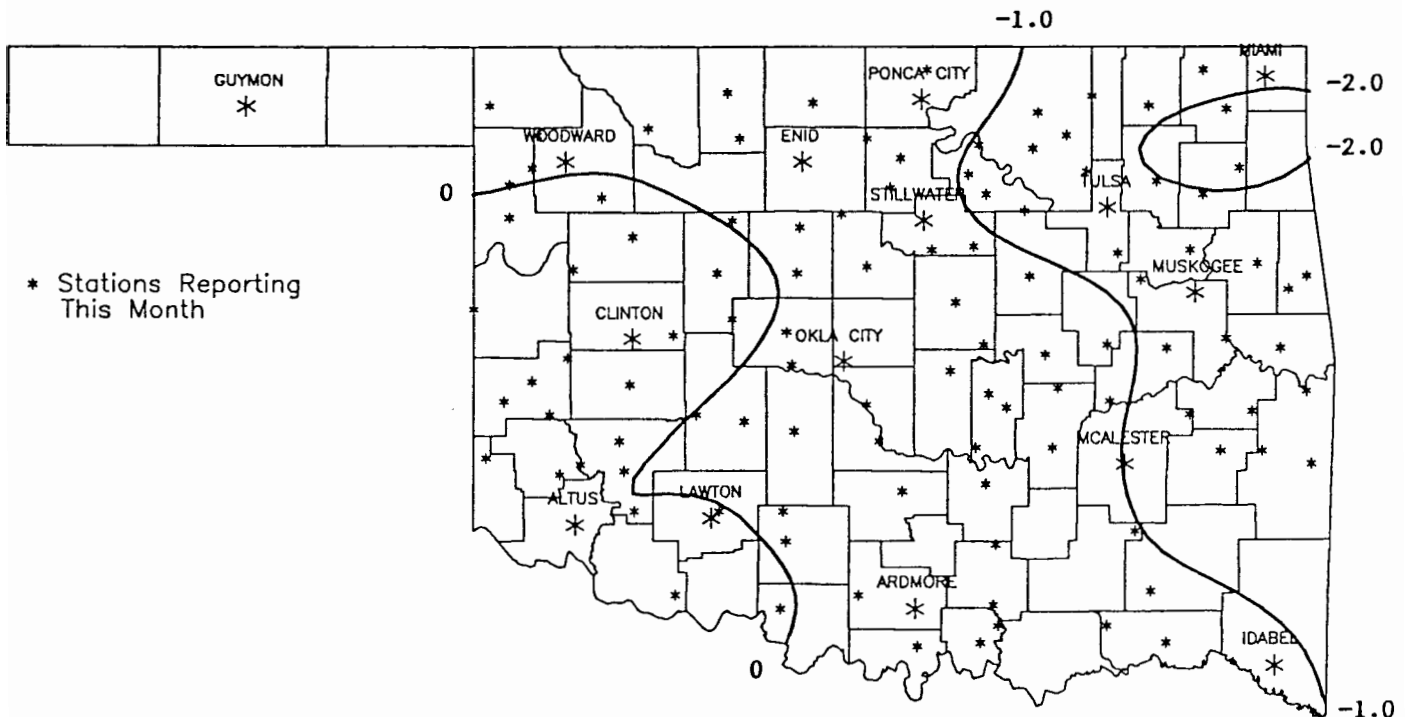 -1.0
MIAMI
GUYMON
PONCA CITY
-2.0
WOODWARD
ENID
-2.0
0
STILLWATER
TULSA
* Stations Reporting
This Month
MUSKOGEE
CLINTON
OKLA CITY
MCALESTER
ALTUS
LAWTON
ARDMORE
IDABEL
0
-1.0